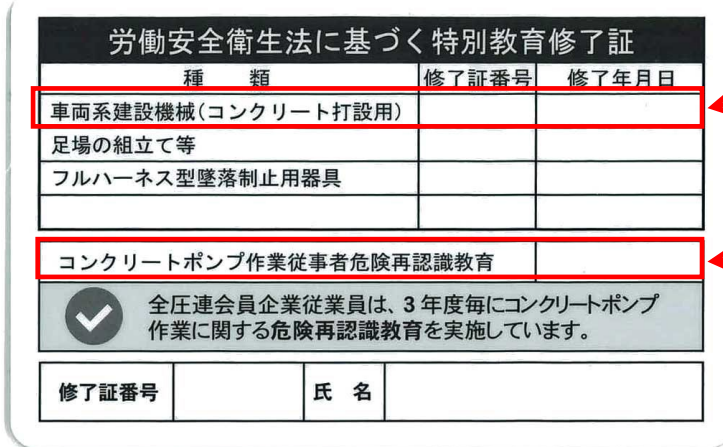 労働安全衛生法に基づく特別教育修了証
種　類　修了証番号　修了年月日
車両系建設機械（コンクリート打設用）
足場の組立て等
フルハーネス型墜落制止用器具
コンクリートポンプ作業従事者危険再認識教育
全圧連会員企業従業員は、3年度毎にコンクリートポンプ
作業に関する危険再認識教育を実施しています。
修了証番号　氏　名